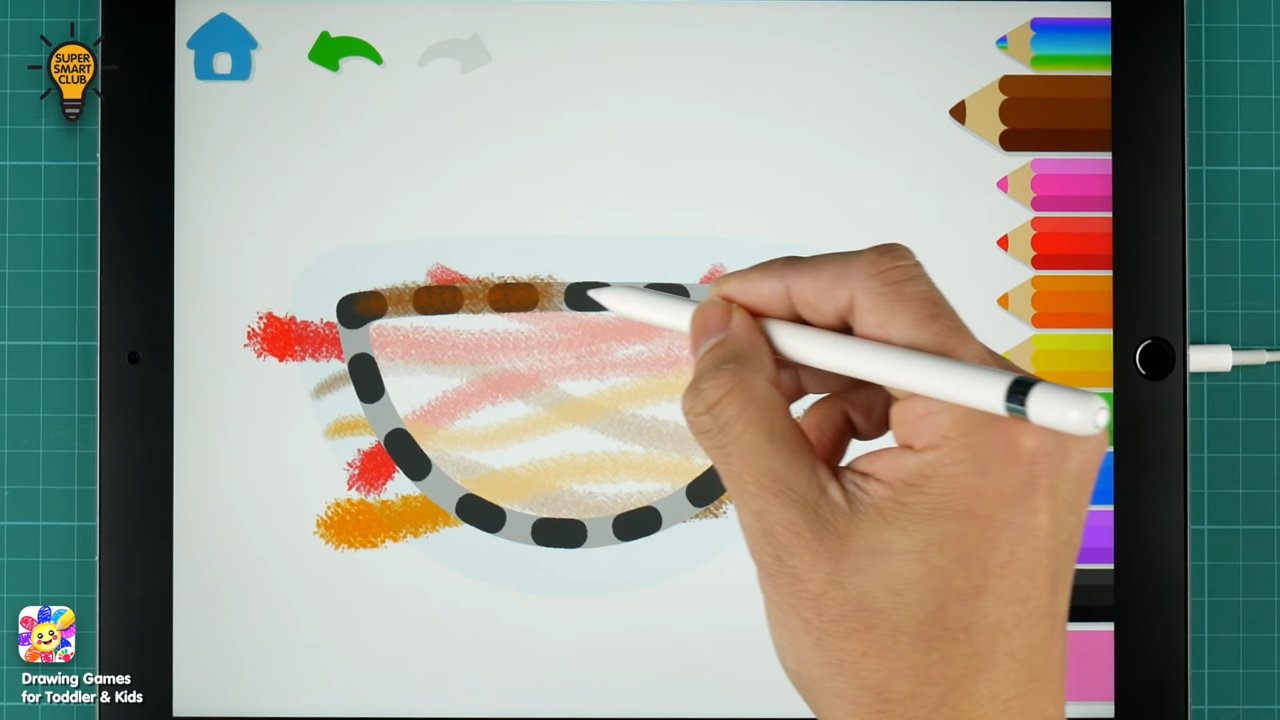 SUPER
SMART
CLUB
Drawing Games
for Toddler & Kids